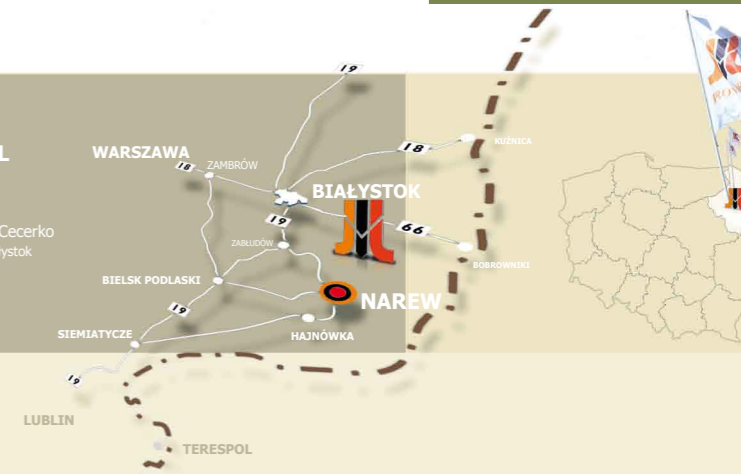 19
KUŹNICA
18
L
WARSZAWA
18
ZAMBRÓW
BIAŁYSTOK
19
66
Cecerko
ystok
ZABŁUDÓW
BOBROWNIKI
BIELSK PODLASKI
NAREW
19
SIEMIATYCZE
HAJNÓWKA
19
LUBLIN
TERESPOL